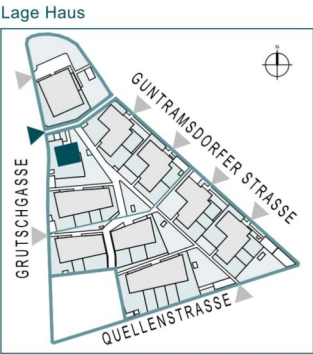 Lage Haus
N
GUNTRAMSDORFER STRASSE
GRUTSCHGASSE
QUELLENSTRASSE